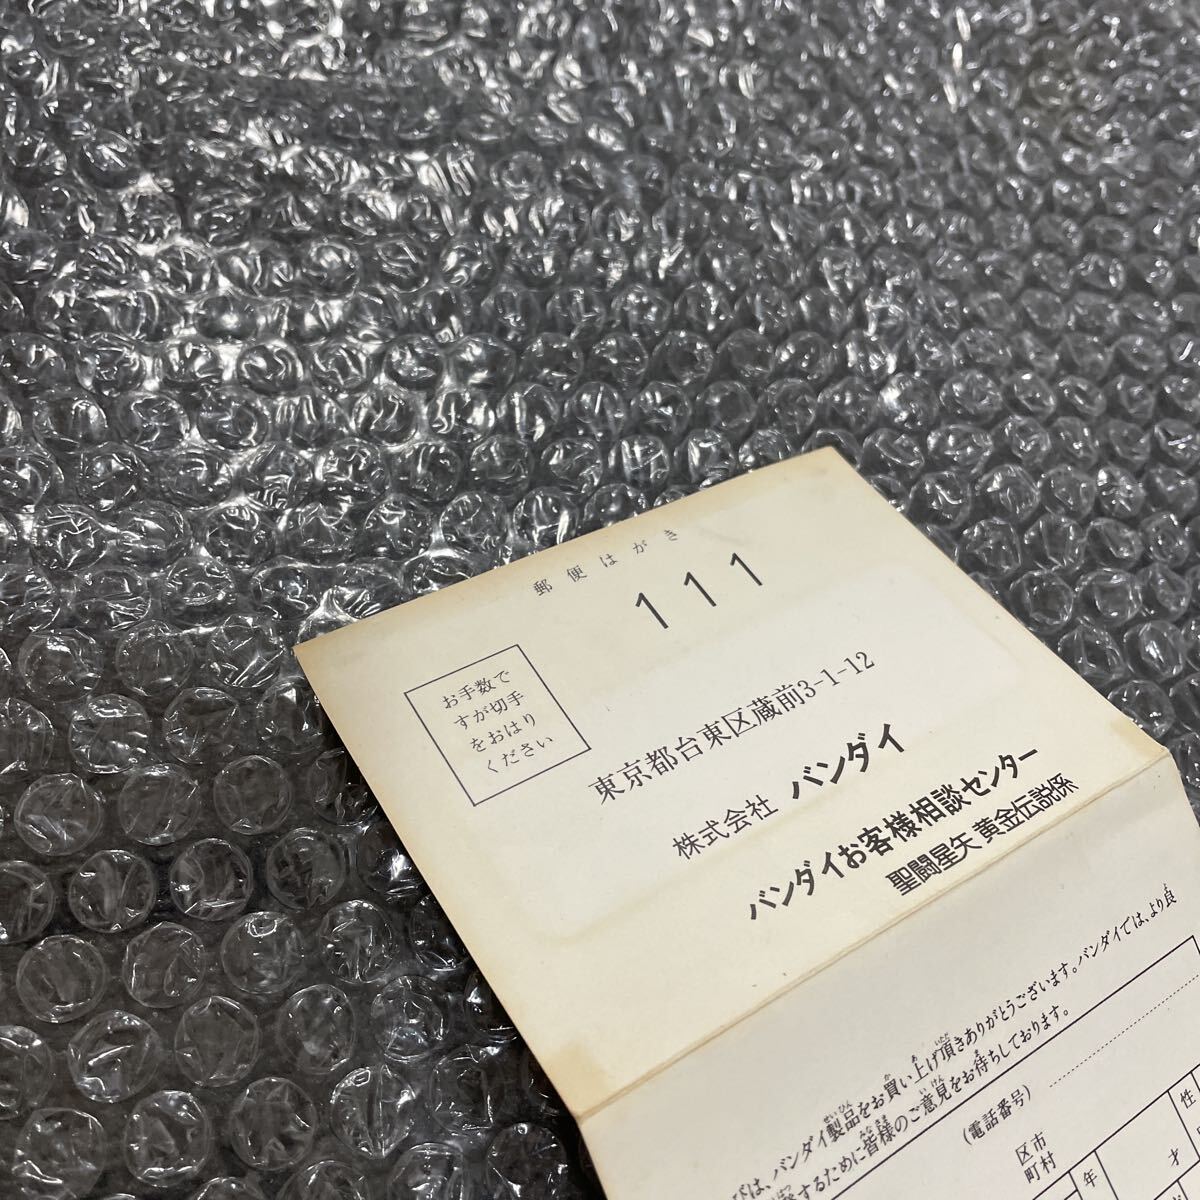 郵便はがき
111
お手数で
すが切手
をおはり
ください
東京都台東区蔵前3-1-12
株式会社 バンダイ
バンダイお客様相談センター
聖闘星矢 黄金伝説係
は、バンダイ製品をお買い上げ頂きありがとうございます。バンダイでは、より良
するために皆様のご意見をお待ちしております。
(電話番号)
区市
町村
性
年
才